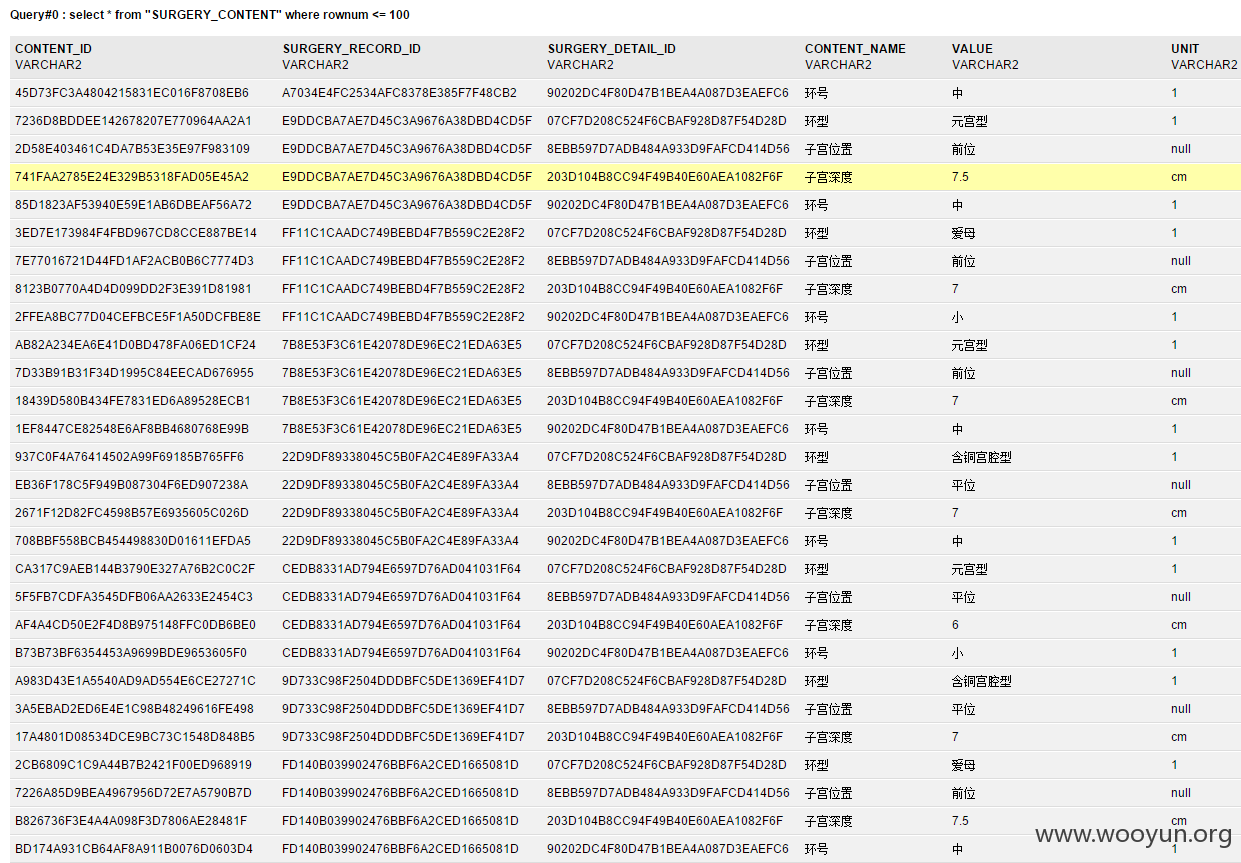 Query#0 : select * from "SURGERY_CONTENT" where rownum <= 100
CONTENT_ID SURGERY_RECORD_ID SURGERY_DETAIL_ID CONTENT_NAME VALUE UNIT
VARCHAR2 VARCHAR2 VARCHAR2 VARCHAR2 VARCHAR2 VARCHAR2
45D73FC3A4804215831EC016F8708EB6 A7034E4FC2534AFC8378E385F7F48CB2 90202DC4F80D47B1BEA4A087D3EAEFC6 环号 中 1
7236D8BDDEE142678207E770964AA2A1 E9DDCBA7AE7D45C3A9676A38DBD4CD5F 07CF7D208C524F6CBAF928D87F54D28D 环型 元宫型 1
2D58E403461C4DA7B53E35E97F983109 E9DDCBA7AE7D45C3A9676A38DBD4CD5F 8EBB597D7ADB484A933D9FAFCD414D56 子宫位置 前位 null
741FAA2785E24E329B5318FAD05E45A2 E9DDCBA7AE7D45C3A9676A38DBD4CD5F 203D104B8CC94F49B40E60AEA1082F6F 子宫深度 7.5 cm
85D1823AF53940E59E1AB6DBEAF56A72 E9DDCBA7AE7D45C3A9676A38DBD4CD5F 90202DC4F80D47B1BEA4A087D3EAEFC6 环号 中 1
3ED7E173984F4FBD967CD8CCE887BE14 FF11C1CAADC749BEBD4F7B559C2E28F2 07CF7D208C524F6CBAF928D87F54D28D 环型 爱母 1
7E77016721D44FD1AF2ACB0B6C7774D3 FF11C1CAADC749BEBD4F7B559C2E28F2 8EBB597D7ADB484A933D9FAFCD414D56 子宫位置 前位 null
8123B0770A4D4D099DD2F3E391D81981 FF11C1CAADC749BEBD4F7B559C2E28F2 203D104B8CC94F49B40E60AEA1082F6F 子宫深度 7 cm
2FFEA8BC77D04CEFBCE5F1A50DCFBE8E FF11C1CAADC749BEBD4F7B559C2E28F2 90202DC4F80D47B1BEA4A087D3EAEFC6 环号 小 1
AB82A234EA6E41D0BD478FA06ED1CF24 7B8E53F3C61E42078DE96EC21EDA63E5 07CF7D208C524F6CBAF928D87F54D28D 环型 元宫型 1
7D33B91B31F34D1995C84EECAD676955 7B8E53F3C61E42078DE96EC21EDA63E5 8EBB597D7ADB484A933D9FAFCD414D56 子宫位置 前位 null
18439D580B434FE7831ED6A89528ECB1 7B8E53F3C61E42078DE96EC21EDA63E5 203D104B8CC94F49B40E60AEA1082F6F 子宫深度 7 cm
1EF8447CE82548E6AF8BB4680768E99B 7B8E53F3C61E42078DE96EC21EDA63E5 90202DC4F80D47B1BEA4A087D3EAEFC6 环号 中 1
937C0F4A76414502A99F69185B765FF6 22D9DF89338045C5B0FA2C4E89FA33A4 07CF7D208C524F6CBAF928D87F54D28D 环型 含铜宫腔型 1
EB36F178C5F949B087304F6ED907238A 22D9DF89338045C5B0FA2C4E89FA33A4 8EBB597D7ADB484A933D9FAFCD414D56 子宫位置 平位 null
2671F12D82FC4598B57E6935605C026D 22D9DF89338045C5B0FA2C4E89FA33A4 203D104B8CC94F49B40E60AEA1082F6F 子宫深度 7 cm
708BBF558BCB454498830D01611EFDA5 22D9DF89338045C5B0FA2C4E89FA33A4 90202DC4F80D47B1BEA4A087D3EAEFC6 环号 中 1
CA317C9AEB144B3790E327A76B2C0C2F CEDB8331AD794E6597D76AD041031F64 07CF7D208C524F6CBAF928D87F54D28D 环型 元宫型 1
5F5FB7CDFA3545DFB06AA2633E2454C3 CEDB8331AD794E6597D76AD041031F64 8EBB597D7ADB484A933D9FAFCD414D56 子宫位置 平位 null
AF4A4CD50E2F4D8B975148FFC0DB6BE0 CEDB8331AD794E6597D76AD041031F64 203D104B8CC94F49B40E60AEA1082F6F 子宫深度 6 cm
B73B73BF6354453A9699BDE9653605F0 CEDB8331AD794E6597D76AD041031F64 90202DC4F80D47B1BEA4A087D3EAEFC6 环号 小 1
A983D43E1A5540AD9AD554E6CE27271C 9D733C98F2504DDDBFC5DE1369EF41D7 07CF7D208C524F6CBAF928D87F54D28D 环型 含铜宫腔型 1
3A5EBAD2ED6E4E1C98B48249616FE498 9D733C98F2504DDDBFC5DE1369EF41D7 8EBB597D7ADB484A933D9FAFCD414D56 子宫位置 平位 null
17A4801D08534DCE9BC73C1548D848B5 9D733C98F2504DDDBFC5DE1369EF41D7 203D104B8CC94F49B40E60AEA1082F6F 子宫深度 7 cm
2CB6809C1C9A44B7B2421F00ED968919 FD140B039902476BBF6A2CED1665081D 07CF7D208C524F6CBAF928D87F54D28D 环型 爱母 1
7226A85D9BEA4967956D72E7A5790B7D FD140B039902476BBF6A2CED1665081D 8EBB597D7ADB484A933D9FAFCD414D56 子宫位置 前位 null
B826736F3E4A4A098F3D7806AE28481F FD140B039902476BBF6A2CED1665081D 203D104B8CC94F49B40E60AEA1082F6F 子宫深度 7.5 cm
www.wooyun.org
BD174A931CB64AF8A911B0076D0603D4 FD140B039902476BBF6A2CED1665081D 90202DC4F80D47B1BEA4A087D3EAEFC6 环号 中 1